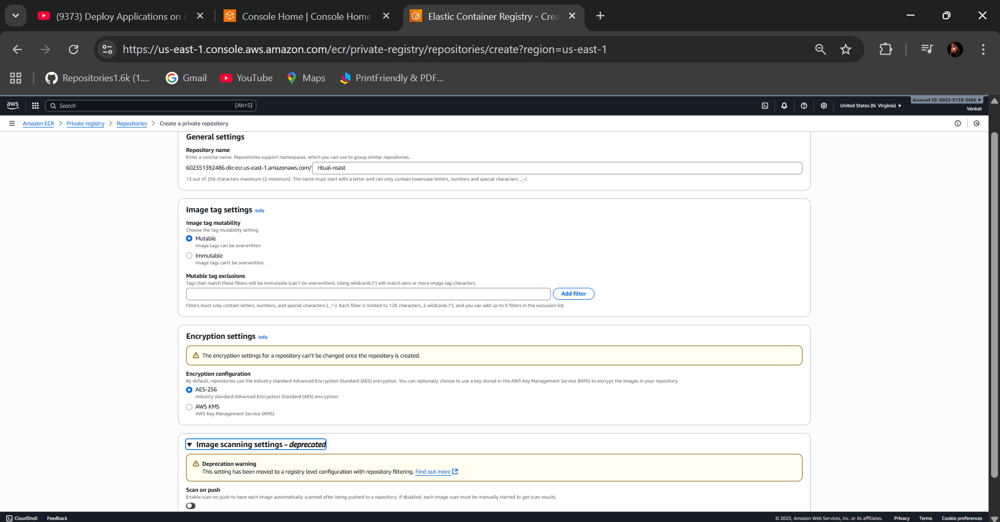 (9373) Deploy Applications on
Console Home | Console Home
Elastic Container Registry - Crea
https://us-east-1.console.aws.amazon.com/ecr/private-registry/repositories/create?region=us-east-1
Repositories1.6k (1....
Gmail
YouTube
Maps
PrintFriendly & PDF...
aws
Search
[Alt+S]
United States (N. Virginia)
Account ID: 6023-5139-2486
Venkat
Amazon ECR
Private registry
Repositories
Create a private repository
General settings
Repository name
Enter a concise name. Repositories support namespaces, which you can use to group similar repositories.
602351392486.dkr.ecr.us-east-1.amazonaws.com/ ritual-roast
12 out of 256 characters maximum (2 minimum). The name must start with a letter and can only contain lowercase letters, numbers and special characters ._-/.
Image tag settings Info
Image tag mutability
Choose the tag mutability setting.
Mutable
Image tags can be overwritten
Immutable
Image tags can't be overwritten.
Mutable tag exclusions
Tags that match these filters will be immutable (can't be overwritten). Using wildcards (*) will match zero or more image tag characters.
Add filter
Filters must only contain letters, numbers, and special characters (._*-). Each filter is limited to 128 characters, 2 wildcards (*), and you can add up to 5 filters in the exclusion list.
Encryption settings Info
The encryption settings for a repository can't be changed once the repository is created.
Encryption configuration
By default, repositories use the industry standard Advanced Encryption Standard (AES) encryption. You can optionally choose to use a key stored in the AWS Key Management Service (KMS) to encrypt the images in your repository.
AES-256
Industry standard Advanced Encryption Standard (AES) encryption
AWS KMS
AWS Key Management Service (KMS)
Image scanning settings - deprecated
Deprecation warning
This setting has been moved to a registry level configuration with repository filtering. Find out more
Scan on push
Enable scan on push to have each image automatically scanned after being pushed to a repository. If disabled, each image scan must be manually started to get scan results.
CloudShell
Feedback
© 2025, Amazon Web Services, Inc. or its affiliates.
Privacy
Terms
Cookie preferences